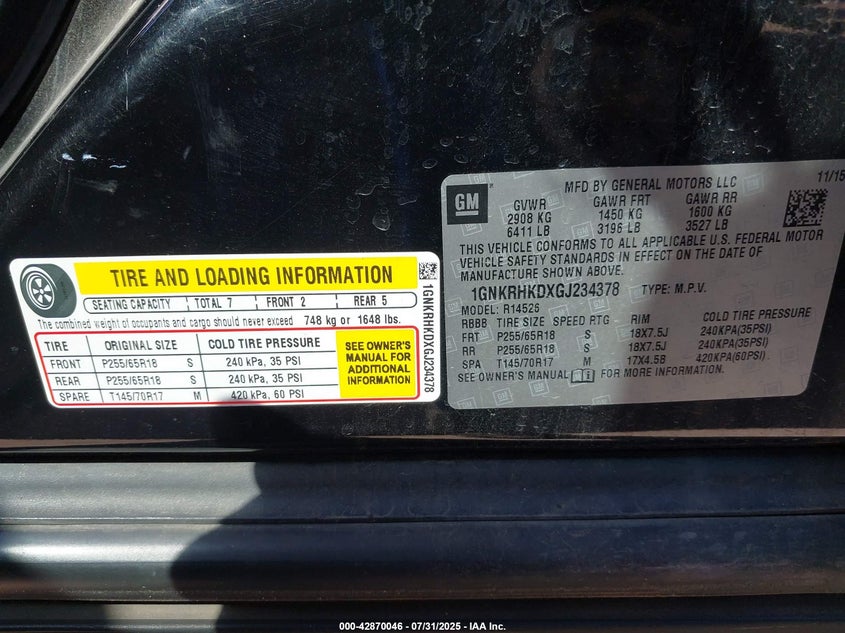 TIRE AND LOADING INFORMATION
SEATING CAPACITY TOTAL 7 FRONT 2 REAR 5
The combined weight of occupants and cargo should never exceed 748 kg or 1648 lbs.
TIRE ORIGINAL SIZE COLD TIRE PRESSURE
FRONT P255/65R18 S 240 kPa, 35 PSI
REAR P255/65R18 S 240 kPa, 35 PSI
SPARE T145/70R17 M 420 kPa, 60 PSI
SEE OWNER'S
MANUAL FOR
ADDITIONAL
INFORMATION
1GNKRHKDXGJ234378
GM
MFD BY GENERAL MOTORS LLC 11/15
GVWR GAWR FRT GAWR RR
2908 KG 1450 KG 1600 KG
6411 LB 3196 LB 3527 LB
THIS VEHICLE CONFORMS TO ALL APPLICABLE U.S. FEDERAL MOTOR
VEHICLE SAFETY STANDARDS IN EFFECT ON THE DATE OF
MANUFACTURE SHOWN ABOVE.
1GNKRHKDXGJ234378 TYPE: M.P.V.
MODEL: R14526
RBBB TIRE SIZE SPEED RTG RIM COLD TIRE PRESSURE
FRT P255/65R18 S 18X7.5J 240KPA(35PSI)
RR P255/65R18 S 18X7.5J 240KPA(35PSI)
SPA T145/70R17 M 17X4.5B 420KPA(60PSI)
SEE OWNER'S MANUAL FOR MORE INFORMATION.
000-42870046 - 07/31/2025 - IAA Inc.